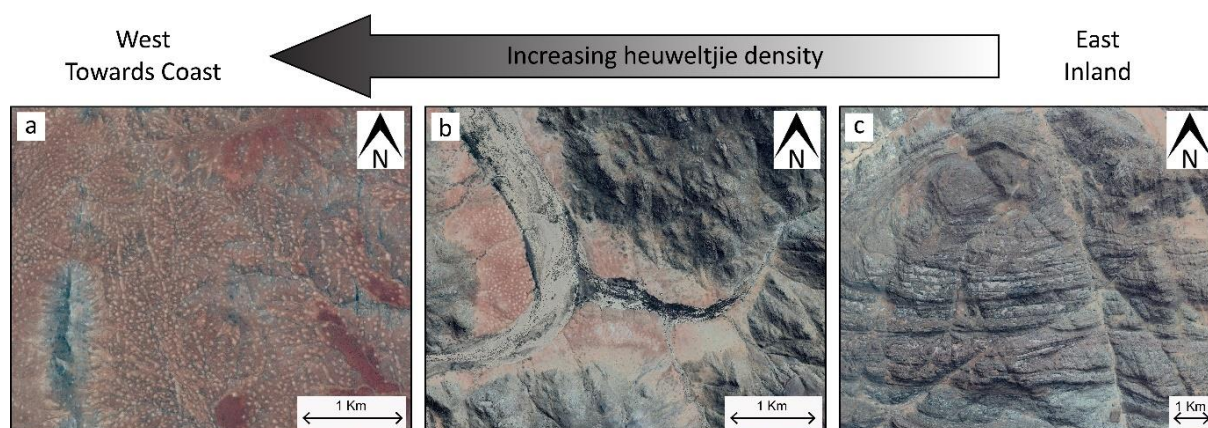 West
Towards Coast
Increasing heuweltjie density
East
Inland
a
N
b
N
c
N
1 Km
1 Km
1 Km